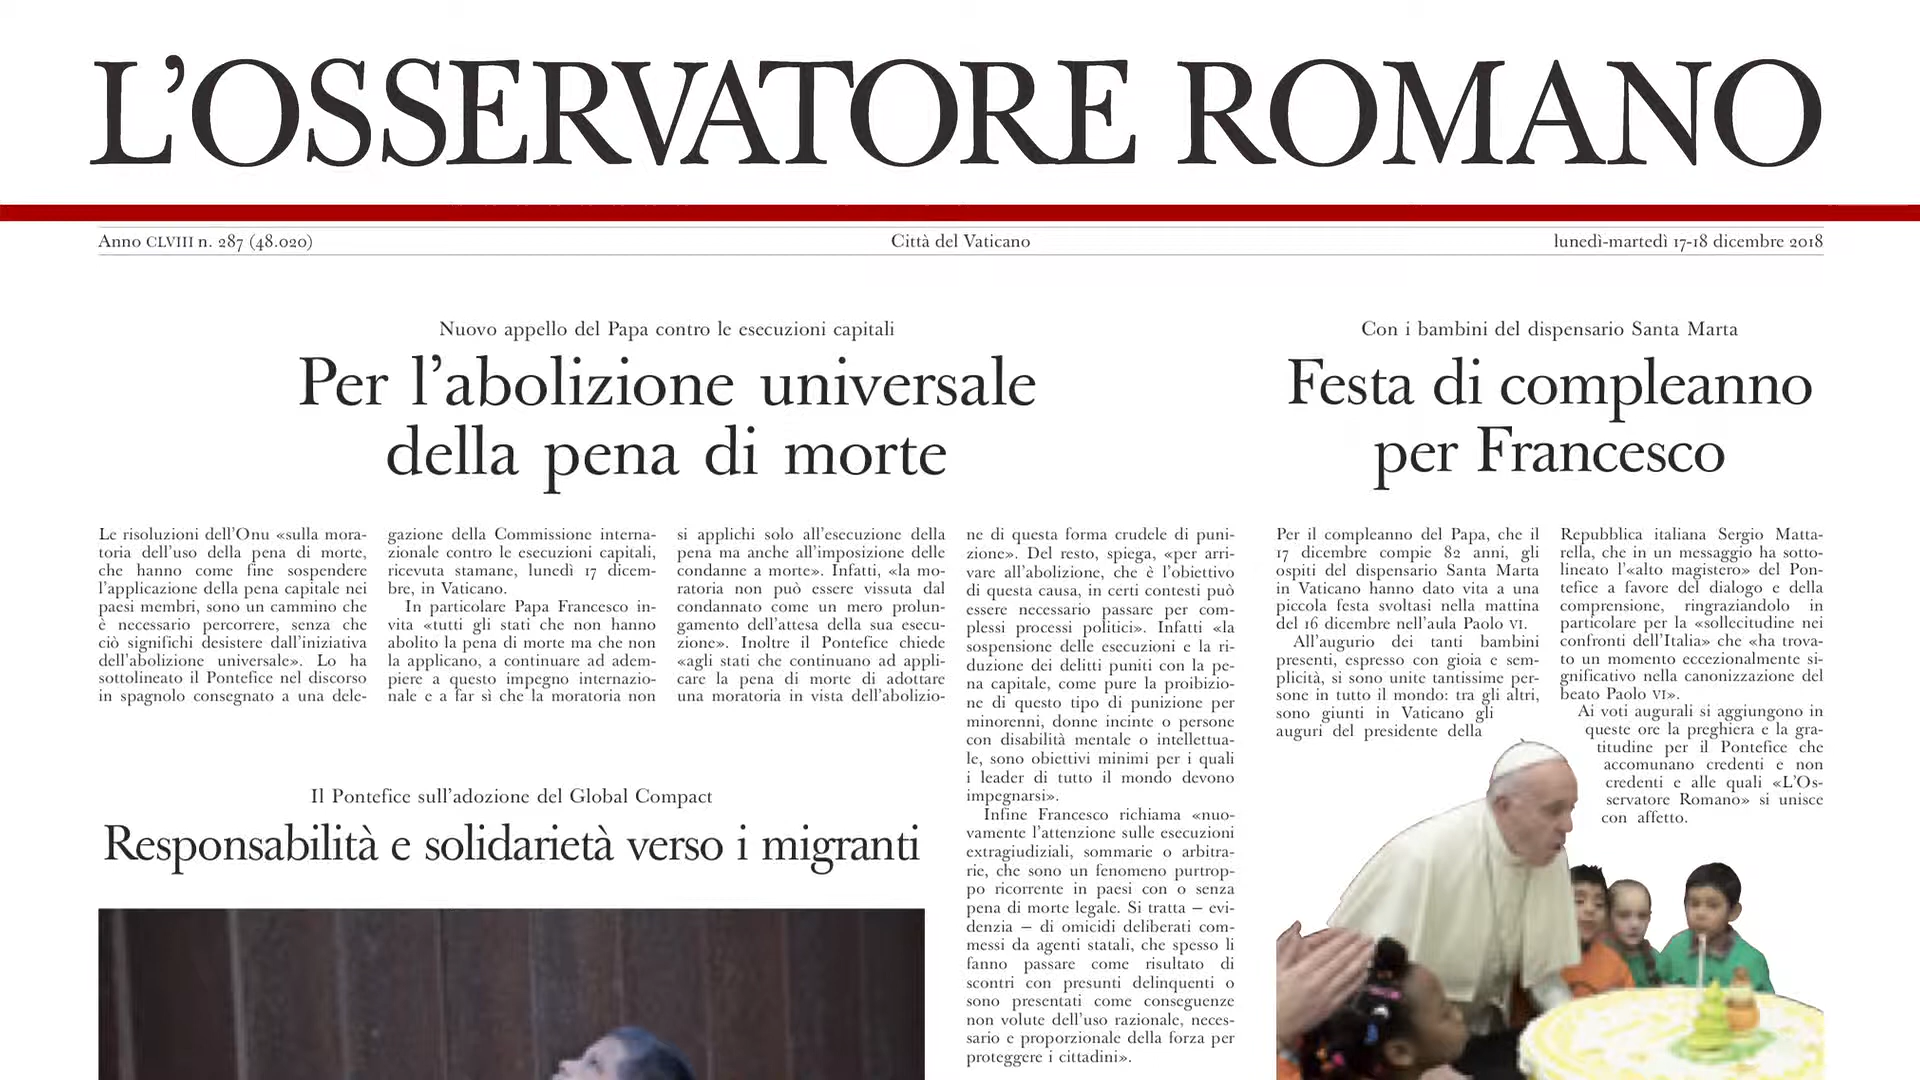 L'OSSERVATORE ROMANO
Anno CLVIII n. 287 (48.020)
Città del Vaticano
lunedì-martedì 17-18 dicembre 2018
Nuovo appello del Papa contro le esecuzioni capitali
Per l'abolizione universale
della pena di morte
Le risoluzioni dell'Onu «sulla mora-
toria dell'uso della pena di morte,
che hanno come fine sospendere
l'applicazione della pena capitale nei
paesi membri, sono un cammino che
è necessario percorrere, senza che
ciò significhi desistere dall'iniziativa
dell'abolizione universale». Lo ha
sottolineato il Pontefice nel discorso
in spagnolo consegnato a una dele-
gazione della Commissione interna-
zionale contro le esecuzioni capitali,
ricevuta stamane, lunedì 17 dicem-
bre, in Vaticano.
In particolare Papa Francesco in-
vita «tutti gli stati che non hanno
abolito la pena di morte ma che non
la applicano, a continuare ad adem-
piere a questo impegno internazio-
nale e a far sì che la moratoria non
si applichi solo all'esecuzione della
pena ma anche all'imposizione delle
condanne a morte». Infatti, «la mo-
ratoria non può essere vissuta dal
condannato come un mero prolun-
gamento dell'attesa della sua esecu-
zione». Inoltre il Pontefice chiede
«agli stati che continuano ad appli-
care la pena di morte di adottare
una moratoria in vista dell'abolizio-
ne di questa forma crudele di puni-
zione». Del resto, spiega, «per arri-
vare all'abolizione, che è l'obiettivo
di questa causa, in certi contesti può
essere necessario passare per com-
plessi processi politici». Infatti «la
sospensione delle esecuzioni e la ri-
duzione dei delitti puniti con la pe-
na capitale, come pure la proibizio-
ne di questo tipo di punizione per
minorenni, donne incinte o persone
con disabilità mentale o intellettua-
le, sono obiettivi minimi per i quali
i leader di tutto il mondo devono
impegnarsi».
Infine Francesco richiama «nuo-
vamente l'attenzione sulle esecuzioni
extragiudiziali, sommarie o arbitra-
rie, che sono un fenomeno purtrop-
po ricorrente in paesi con o senza
pena di morte legale. Si tratta — evi-
denzia — di omicidi deliberati com-
messi da agenti statali, che spesso li
fanno passare come risultato di
scontri con presunti delinquenti o
sono presentati come conseguenze
non volute dell'uso razionale, neces-
sario e proporzionale della forza per
proteggere i cittadini».
Il Pontefice sull'adozione del Global Compact
Responsabilità e solidarietà verso i migranti
Con i bambini del dispensario Santa Marta
Festa di compleanno
per Francesco
Per il compleanno del Papa, che il
17 dicembre compie 82 anni, gli
ospiti del dispensario Santa Marta
in Vaticano hanno dato vita a una
piccola festa svoltasi nella mattina
del 16 dicembre nell'aula Paolo VI.
All'augurio dei tanti bambini
presenti, espresso con gioia e sem-
plicità, si sono unite tantissime per-
sone in tutto il mondo: tra gli altri,
sono giunti in Vaticano gli
auguri del presidente della
Repubblica italiana Sergio Matta-
rella, che in un messaggio ha sotto-
lineato l'«alto magistero» del Pon-
tefice a favore del dialogo e della
comprensione, ringraziandolo in
particolare per la «sollecitudine nei
confronti dell'Italia» che «ha trova-
to un momento eccezionalmente si-
gnificativo nella canonizzazione del
beato Paolo VI».
Ai voti augurali si aggiungono in
queste ore la preghiera e la gra-
titudine per il Pontefice che
accomunano credenti e non
credenti e alle quali «L'Os-
servatore Romano» si unisce
con affetto.